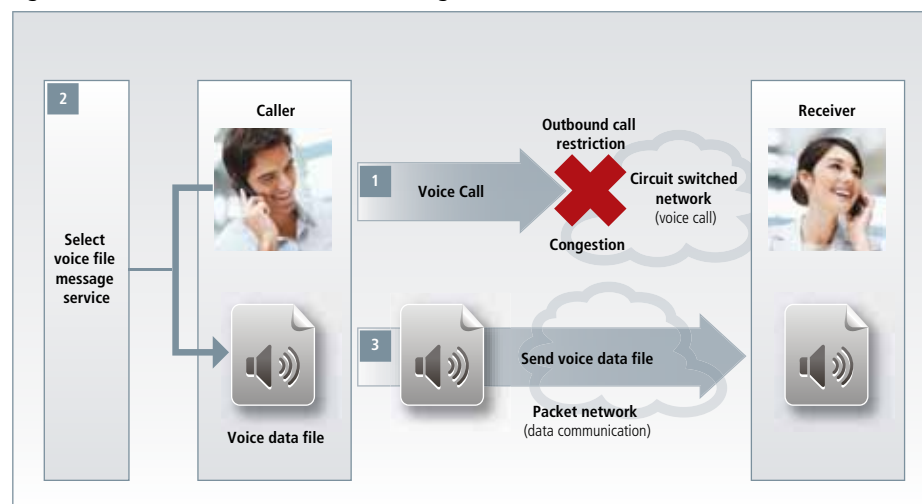 2
Select
voice file
message
service
Caller
Voice data file
1
Voice Call
Outbound call
restriction
Congestion
Circuit switched
network
(voice call)
3
Send voice data file
Packet network
(data communication)
Receiver